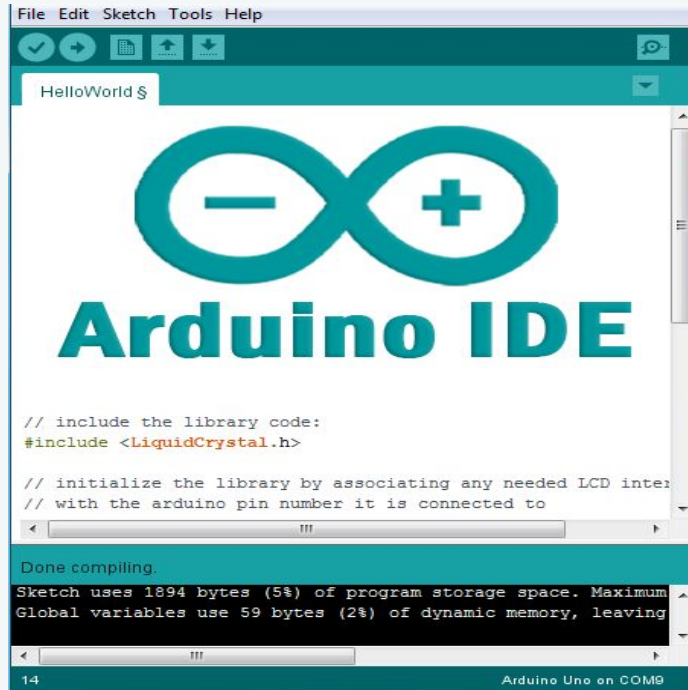 File Edit Sketch Tools Help
HelloWorld §
Arduino IDE
// include the library code:
#include <LiquidCrystal.h>
// initialize the library by associating any needed LCD inter
// with the arduino pin number it is connected to
Done compiling.
Sketch uses 1894 bytes (5%) of program storage space. Maximum
Global variables use 59 bytes (2%) of dynamic memory, leaving
14 Arduino Uno on COM9